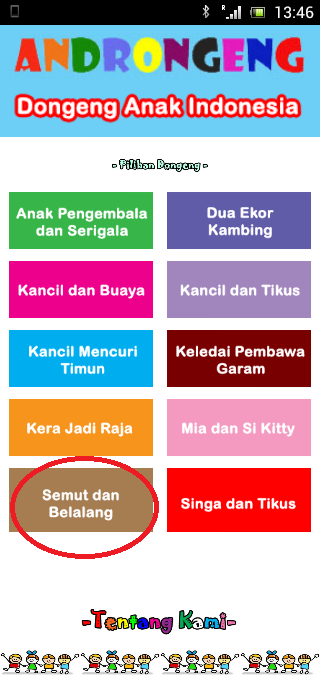 R
13:46
ANDRONGENG
Dongeng Anak Indonesia
- Pilihan Dongeng -
Anak Pengembala
dan Serigala
Dua Ekor
Kambing
Kancil dan Buaya
Kancil dan Tikus
Kancil Mencuri
Timun
Keledai Pembawa
Garam
Kera Jadi Raja
Mia dan Si Kitty
Semut dan
Belalang
Singa dan Tikus
-Tentang Kami-